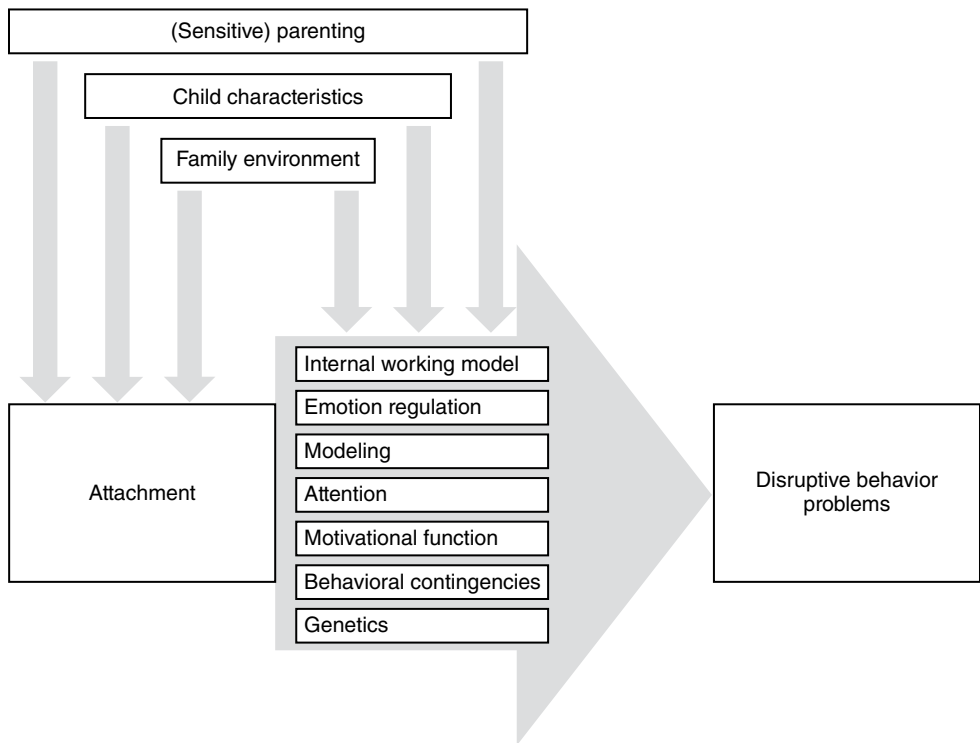 (Sensitive) parenting
Child characteristics
Family environment
Internal working model
Emotion regulation
Modeling
Attention
Motivational function
Behavioral contingencies
Genetics
Attachment
Disruptive behavior
problems